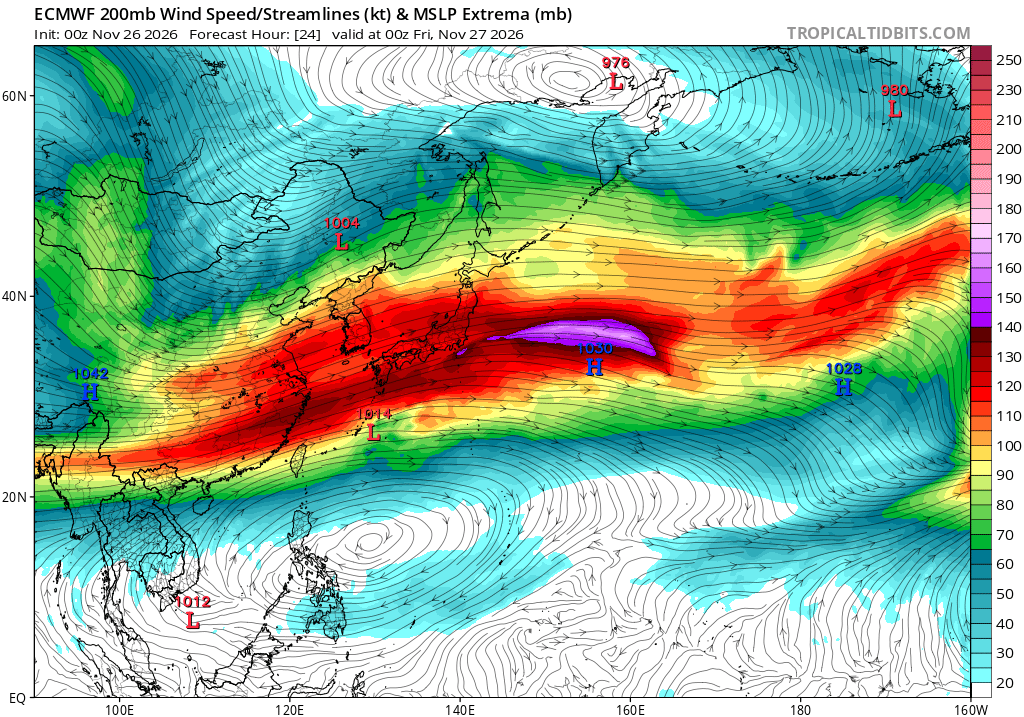 ECMWF 200mb Wind Speed/Streamlines (kt) & MSLP Extrema (mb)
Init: 00z Nov 26 2026 Forecast Hour: [24] valid at 00z Fri, Nov 27 2026
TROPICALTIDBITS.COM
976
L
980
L
1004
L
1042
H
1030
H
1028
H
1014
L
1012
L
60N
40N
20N
EQ
100E
120E
140E
160E
180
160W
250
230
210
200
190
180
170
160
150
140
130
120
110
100
90
80
70
60
50
40
30
20